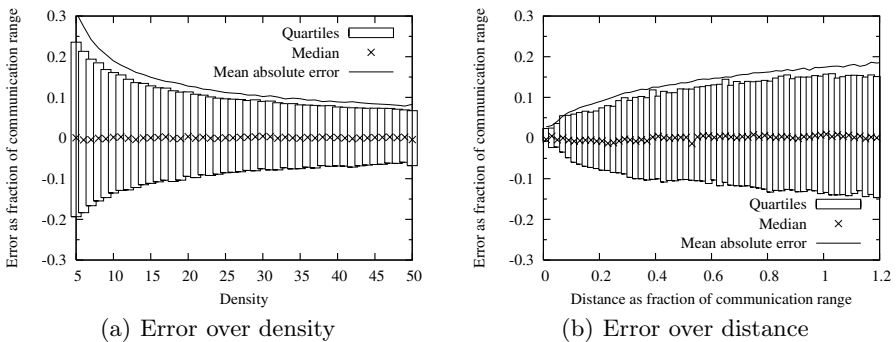 Error as fraction of communication range
0.3
0.2
0.1
0
-0.1
-0.2
-0.3
Quartiles
Median
Mean absolute error
5 10 15 20 25 30 35 40 45 50
Density
(a) Error over density
Error as fraction of communication range
0.3
0.2
0.1
0
-0.1
-0.2
-0.3
Quartiles
Median
Mean absolute error
0 0.2 0.4 0.6 0.8 1 1.2
Distance as fraction of communication range
(b) Error over distance